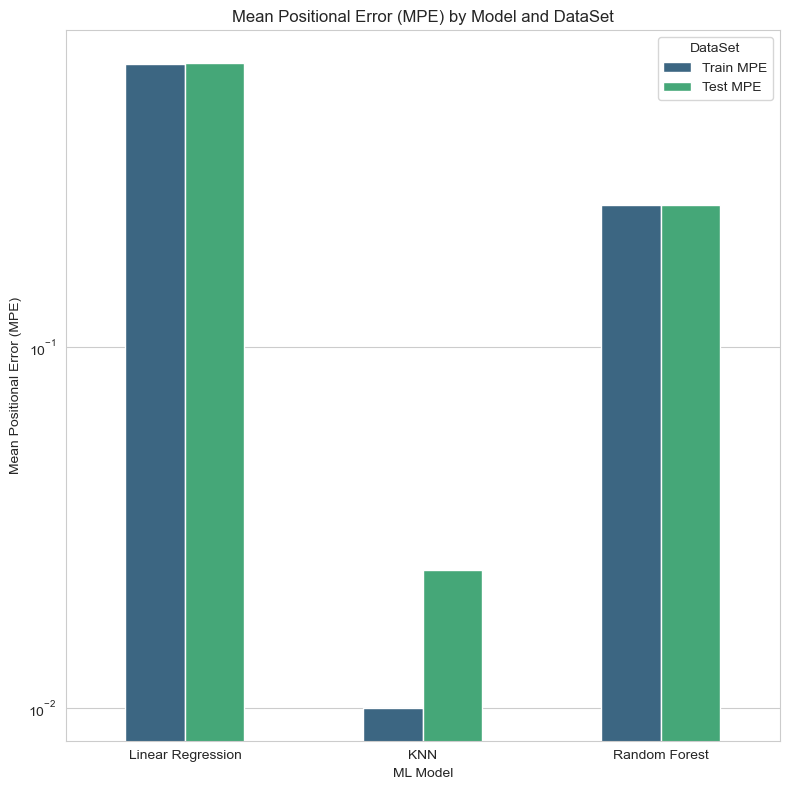 Mean Positional Error (MPE) by Model and DataSet
DataSet
Train MPE
Test MPE
Mean Positional Error (MPE)
10⁻¹
10⁻²
Linear Regression
KNN
Random Forest
ML Model